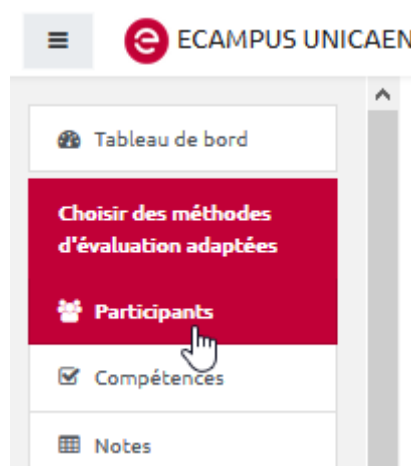 ECAMPUS UNICAEN
Tableau de bord
Choisir des méthodes
d'évaluation adaptées
Participants
Compétences
Notes